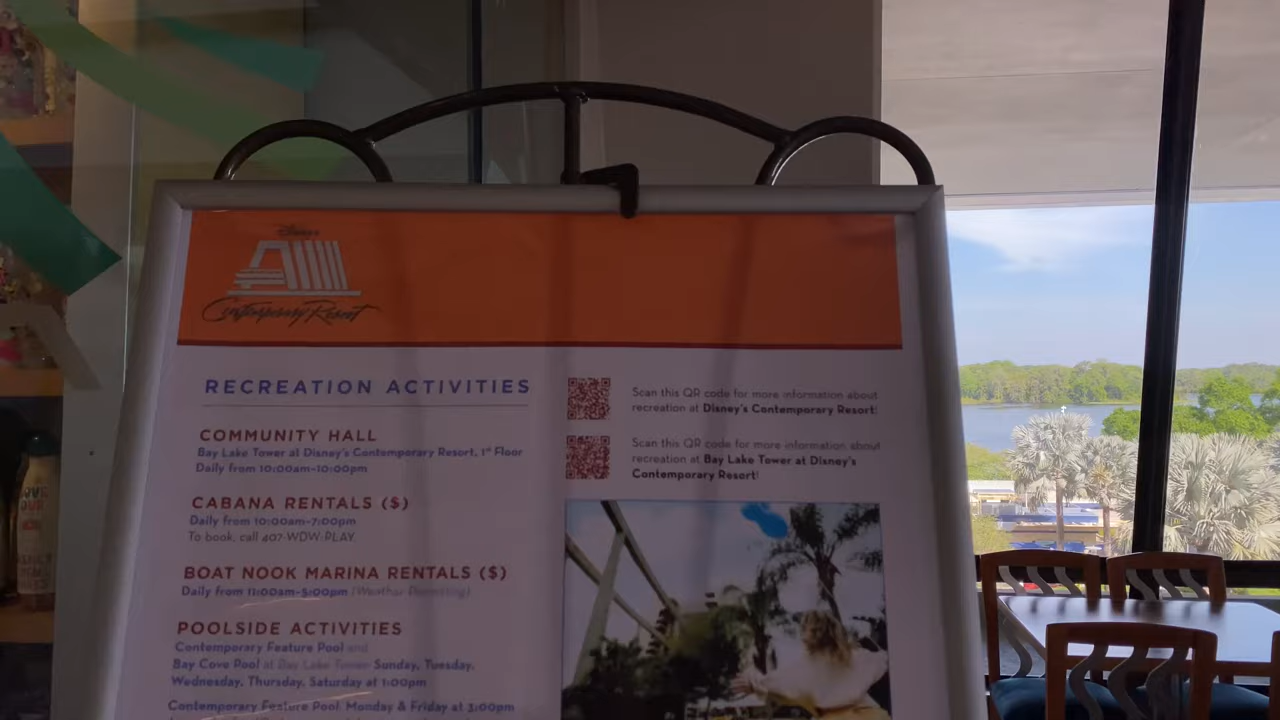 Disney's
Contemporary Resort
RECREATION ACTIVITIES
COMMUNITY HALL
Bay Lake Tower at Disney's Contemporary Resort, 1st Floor
Daily from 10:00am-10:00pm
CABANA RENTALS ($)
Daily from 10:00am-7:00pm
To book, call 407-WDW-PLAY.
BOAT NOOK MARINA RENTALS ($)
Daily from 11:00am-5:00pm (Weather Permitting)
POOLSIDE ACTIVITIES
Contemporary Feature Pool and
Bay Cove Pool at Bay Lake Tower: Sunday, Tuesday,
Wednesday, Thursday, Saturday at 1:00pm
Contemporary Feature Pool: Monday & Friday at 3:00pm
Scan this QR code for more information about
recreation at Disney's Contemporary Resort!
Scan this QR code for more information about
recreation at Bay Lake Tower at Disney's
Contemporary Resort!